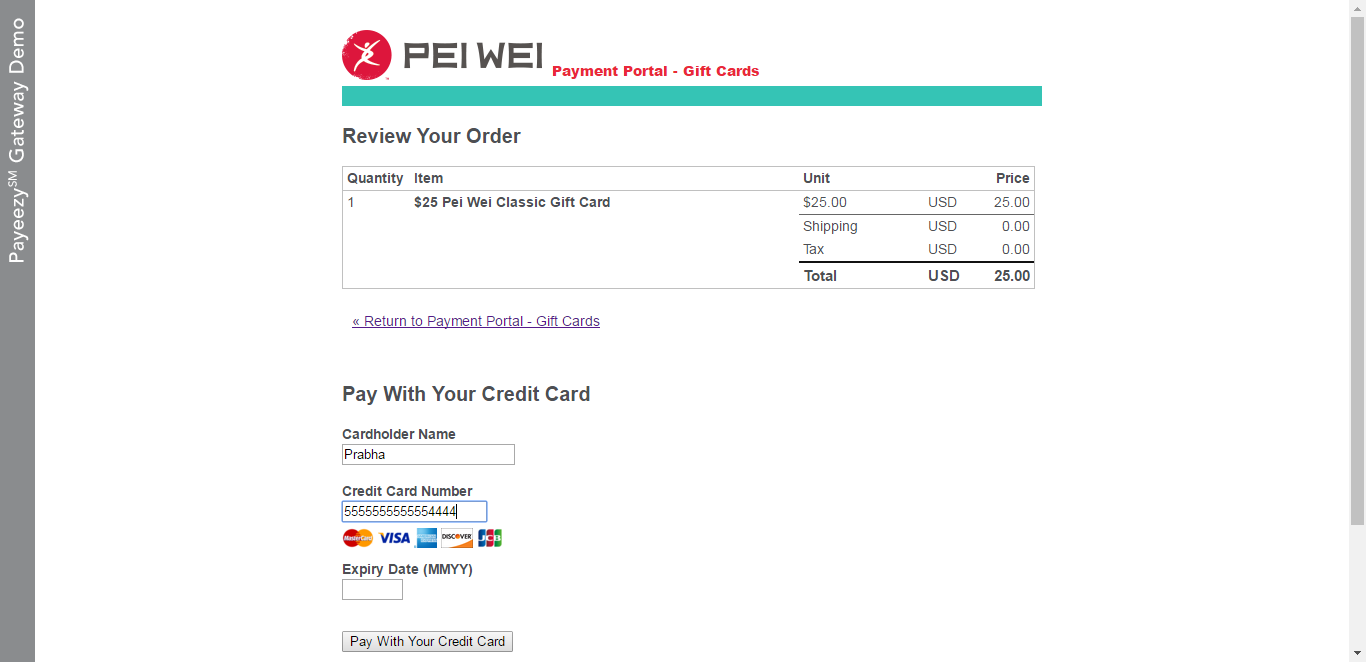 Payeezy℠ Gateway Demo
PEI WEI
Payment Portal - Gift Cards
Review Your Order
Quantity Item Unit Price
1 $25 Pei Wei Classic Gift Card $25.00 USD 25.00
Shipping USD 0.00
Tax USD 0.00
Total USD 25.00
« Return to Payment Portal - Gift Cards
Pay With Your Credit Card
Cardholder Name
Prabha
Credit Card Number
5555555555554444
MasterCard VISA DISCOVER JCB
Expiry Date (MMYY)
Pay With Your Credit Card